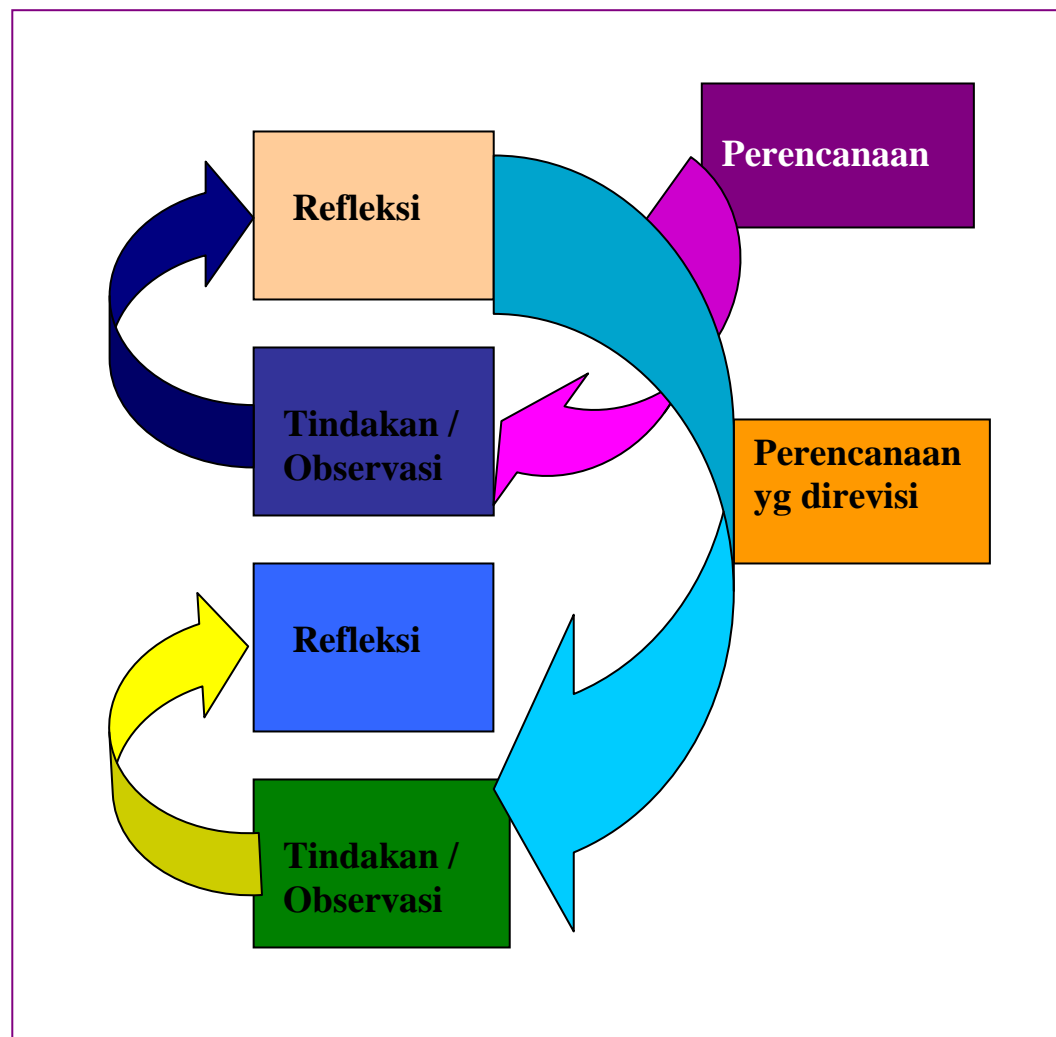 Perencanaan
Refleksi
Tindakan /
Observasi
Perencanaan
yg direvisi
Refleksi
Tindakan /
Observasi